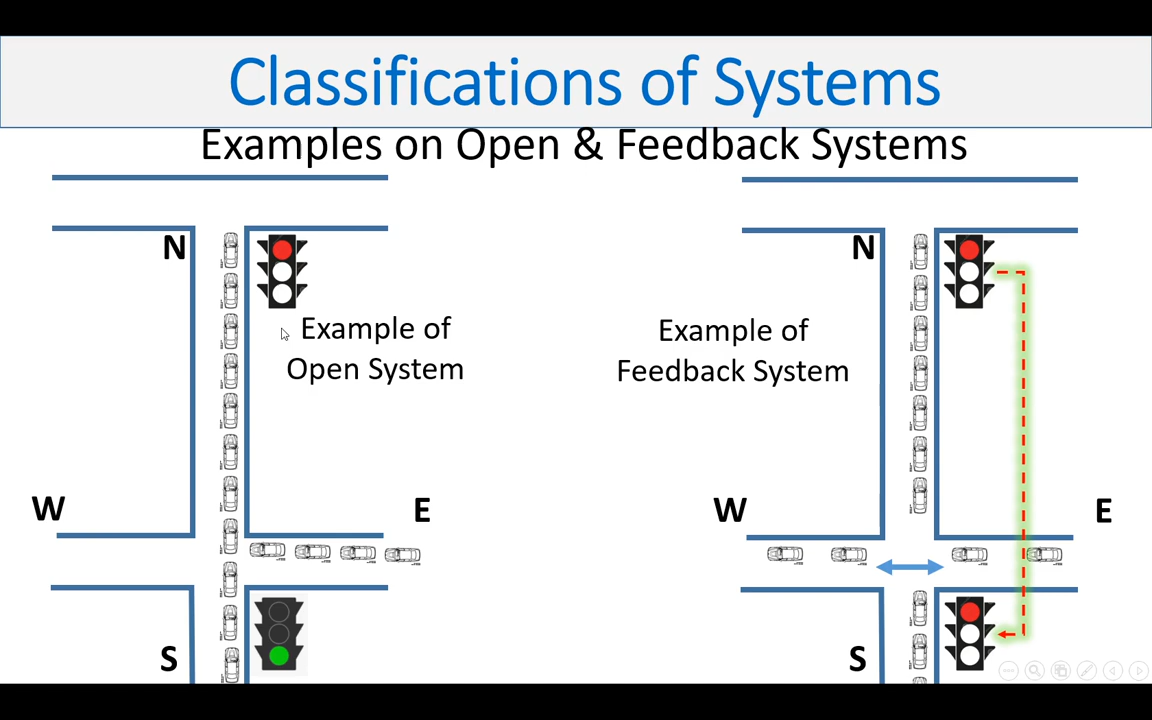 Classifications of Systems
Examples on Open & Feedback Systems
N
Example of
Open System
W
E
S
N
Example of
Feedback System
W
E
S